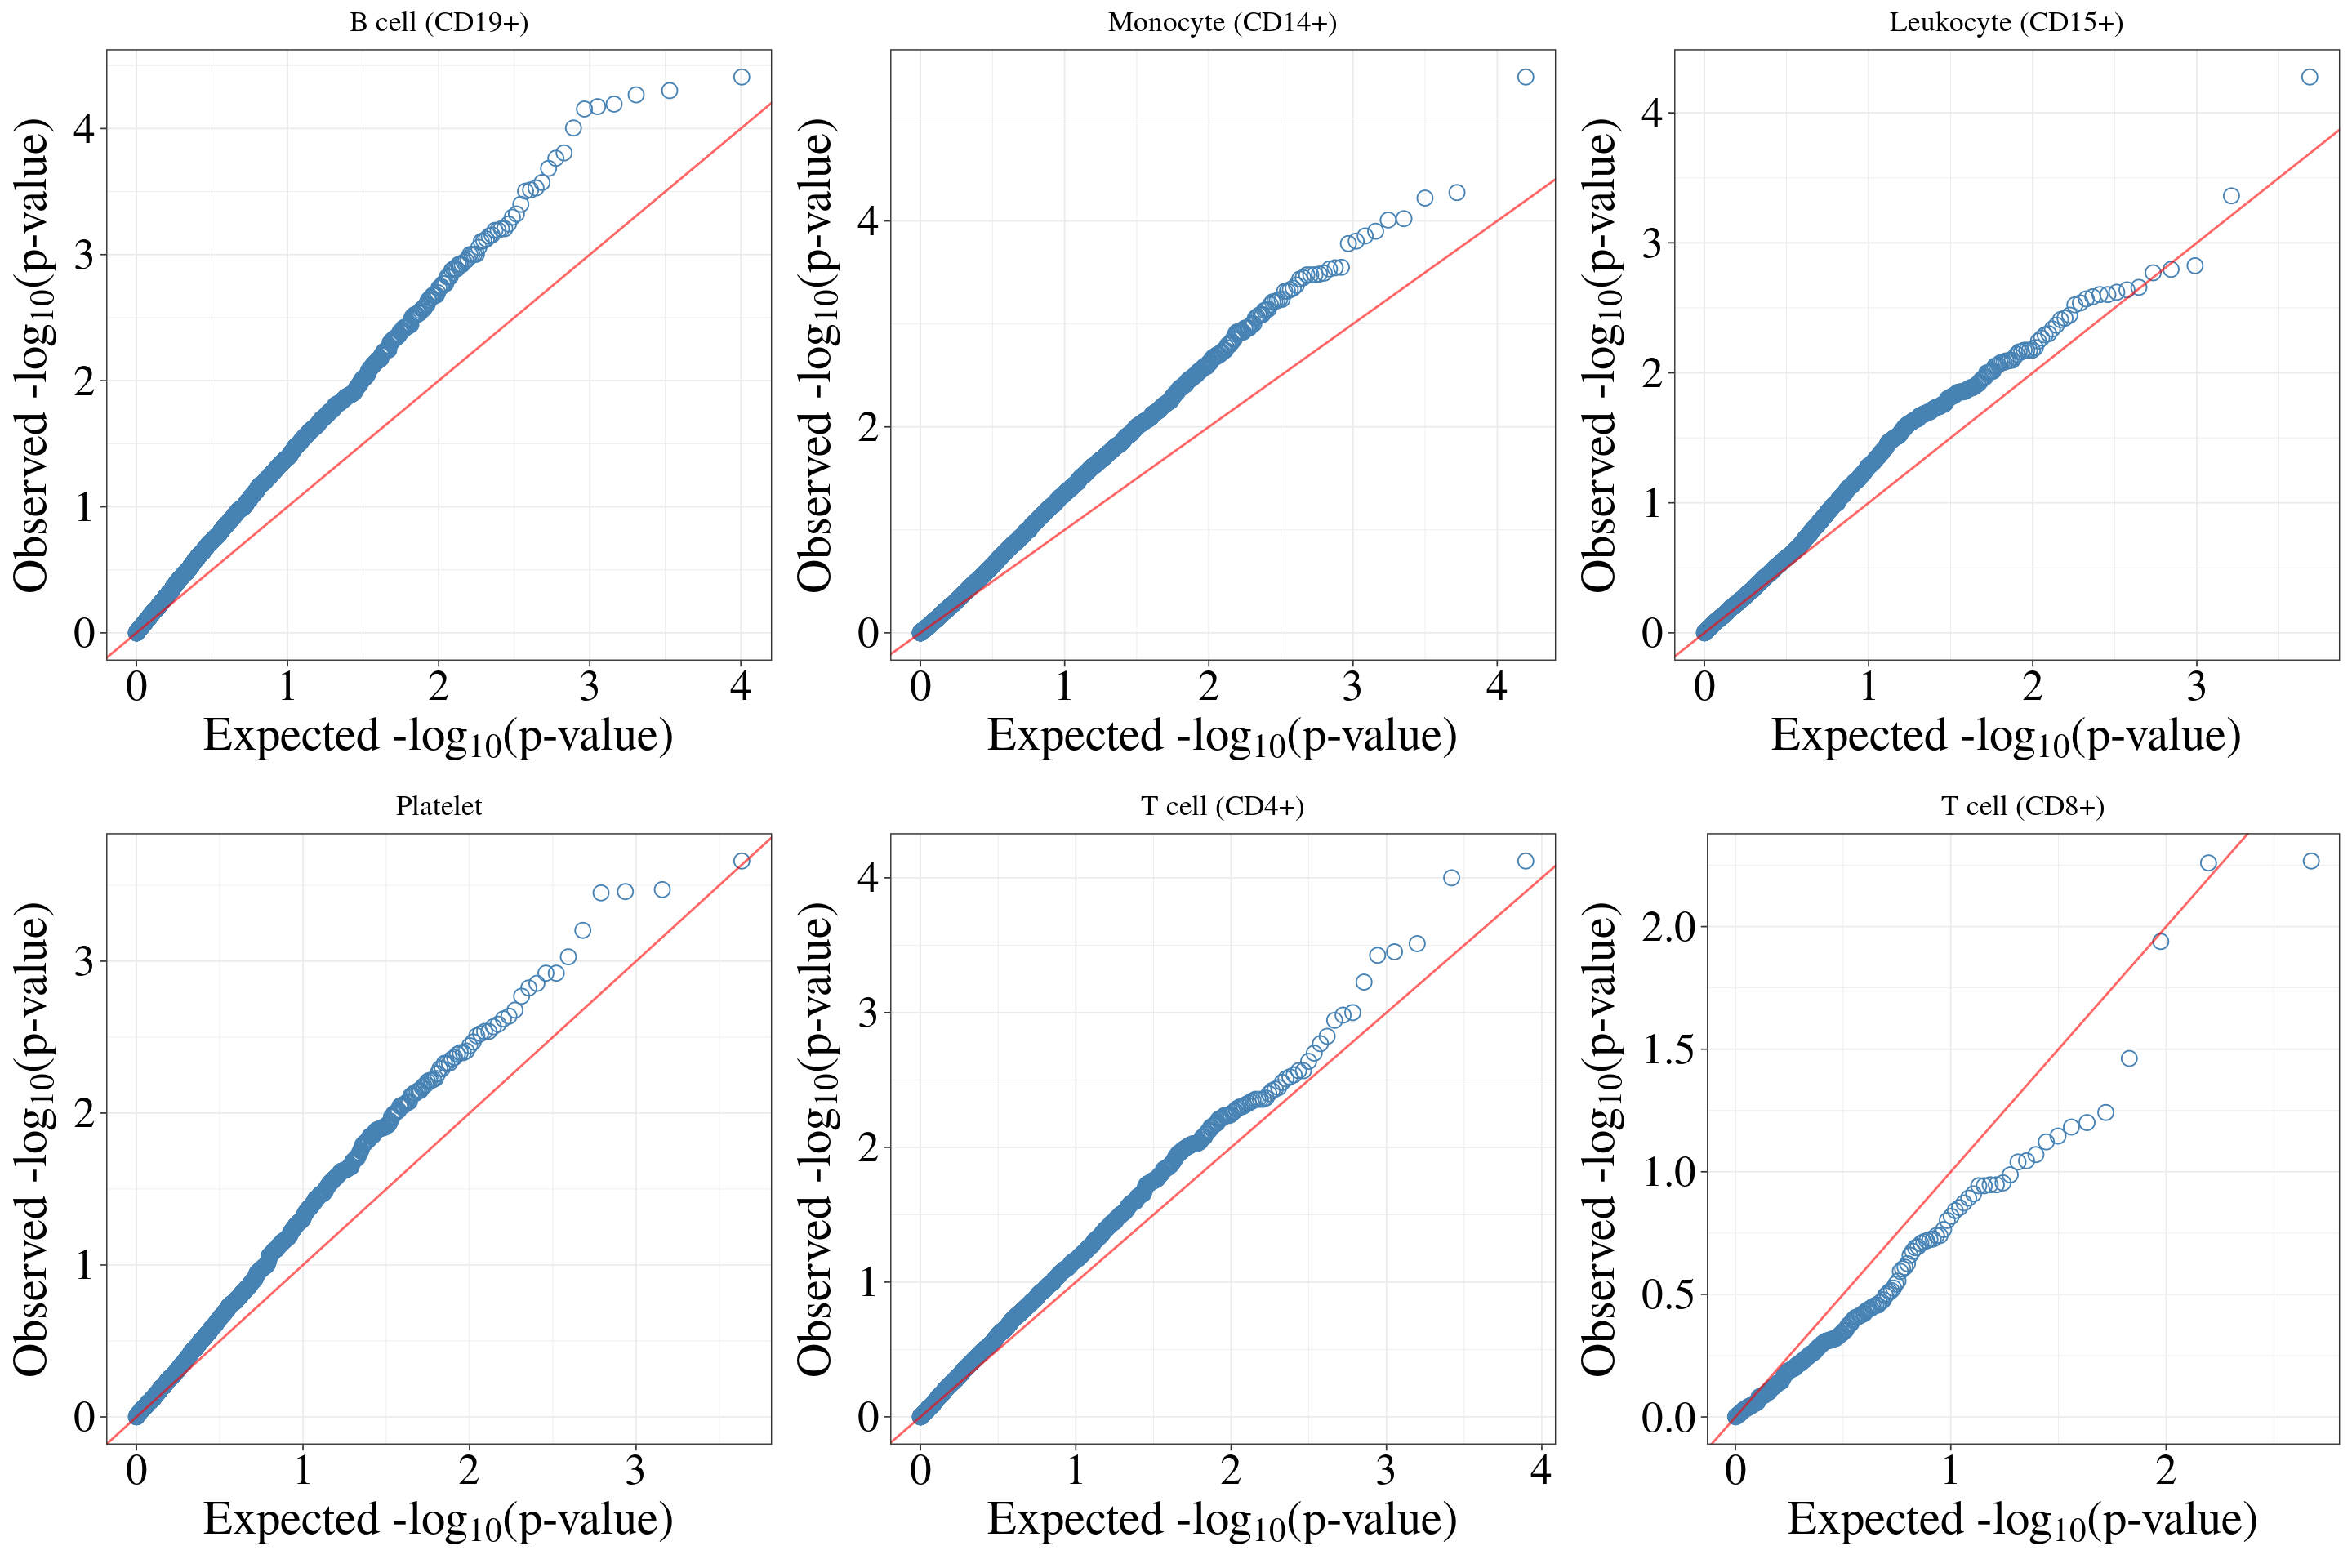 B cell (CD19+)
Monocyte (CD14+)
Leukocyte (CD15+)
Observed -log10(p-value)
4
3
2
1
0
0 1 2 3 4
Expected -log10(p-value)
Observed -log10(p-value)
4
2
0
0 1 2 3 4
Expected -log10(p-value)
Observed -log10(p-value)
4
3
2
1
0
0 1 2 3
Expected -log10(p-value)
Platelet
T cell (CD4+)
T cell (CD8+)
Observed -log10(p-value)
3
2
1
0
0 1 2 3
Expected -log10(p-value)
Observed -log10(p-value)
4
3
2
1
0
0 1 2 3 4
Expected -log10(p-value)
Observed -log10(p-value)
2.0
1.5
1.0
0.5
0.0
0 1 2
Expected -log10(p-value)